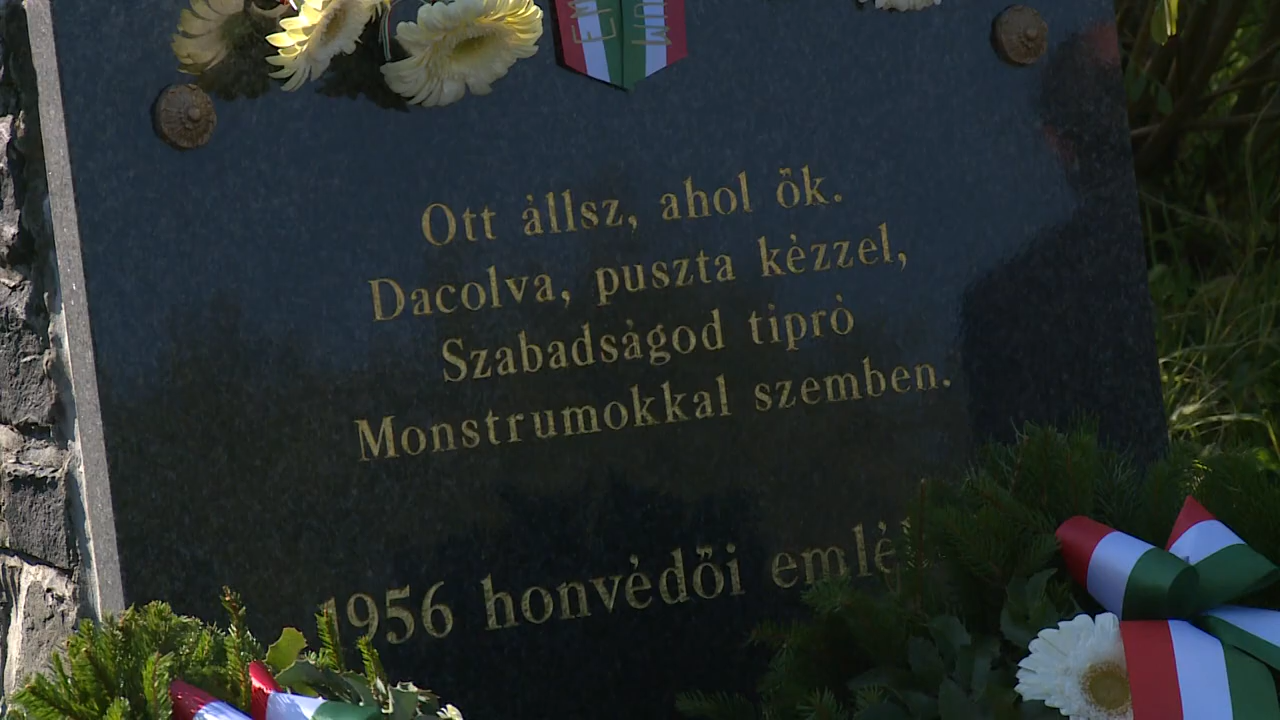 Ott állsz, ahol ők.
Dacolva, puszta kézzel,
Szabadságod tipró
Monstrumokkal szemben.
1956 honvédői